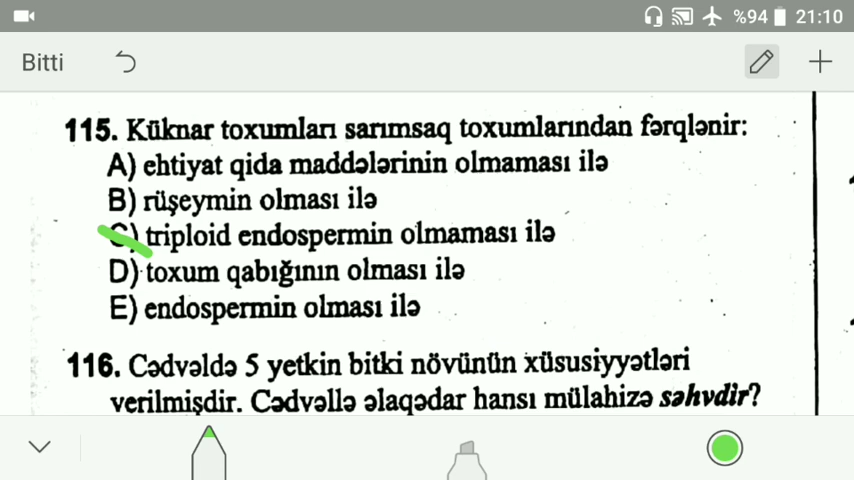 %94 21:10
Bitti
115. Küknar toxumları sarımsaq toxumlarından fərqlənir:
A) ehtiyat qida maddələrinin olmaması ilə
B) rüşeymin olması ilə
C) triploid endospermin olmaması ilə
D) toxum qabığının olması ilə
E) endospermin olması ilə
116. Cədvəldə 5 yetkin bitki növünün xüsusiyyətləri
verilmişdir. Cədvəllə əlaqədar hansı mülahizə səhvdir?